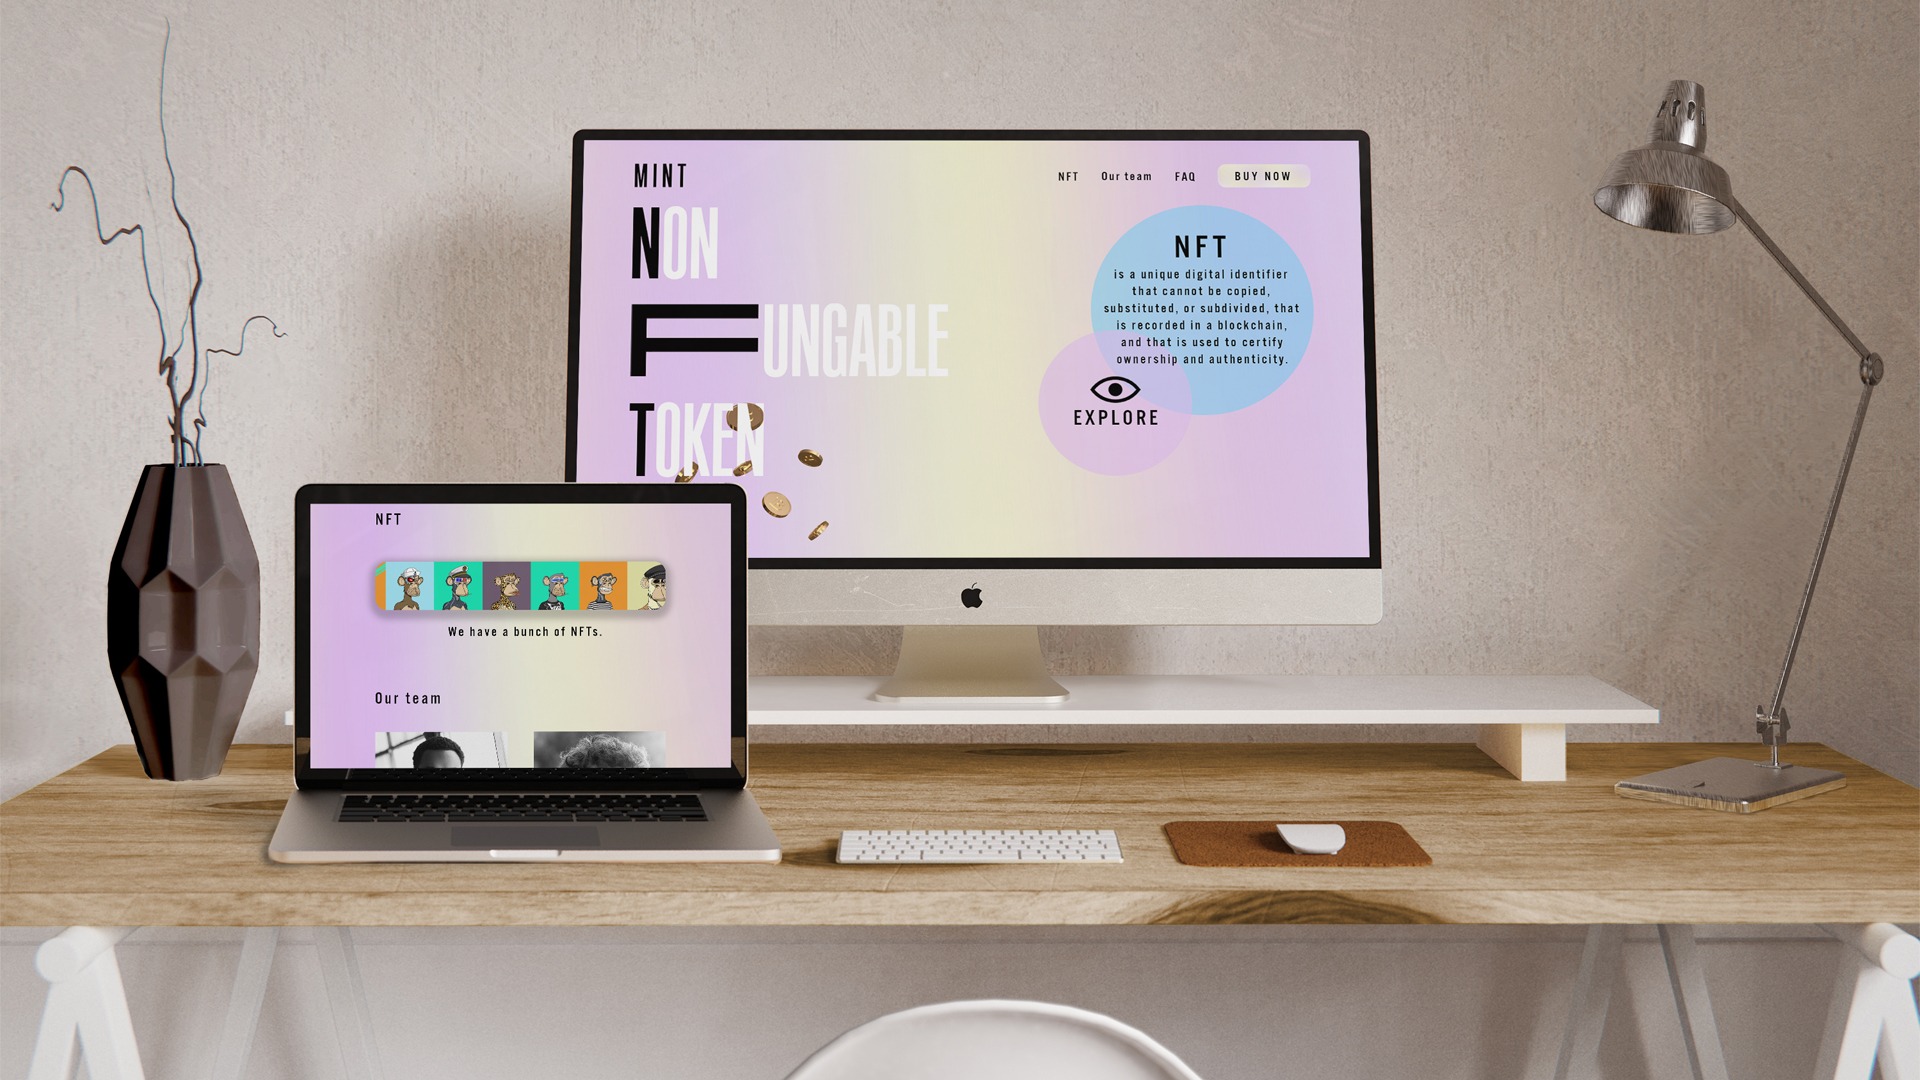 MINT
NFT Our team FAQ BUY NOW
NON
FUNGABLE
TOKEN
NFT
is a unique digital identifier
that cannot be copied,
substituted, or subdivided, that
is recorded in a blockchain,
and that is used to certify
ownership and authenticity.
EXPLORE
NFT
We have a bunch of NFTs.
Our team